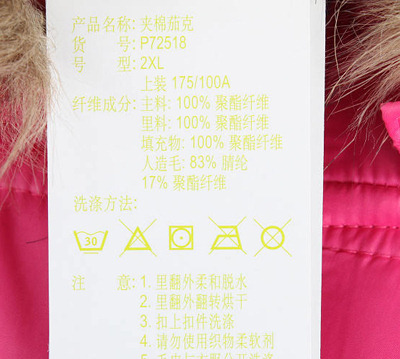 产品名称: 夹棉茄克
货 号: P72518
号 型: 2XL
上装 175/100A
纤维成分: 主料: 100% 聚酯纤维
里料: 100% 聚酯纤维
填充物: 100% 聚酯纤维
人造毛: 83% 腈纶
17% 聚酯纤维
洗涤方法:
30
注 意: 1. 里翻外柔和脱水
2. 里翻外翻转烘干
3. 扣上扣件洗涤
4. 请勿使用织物柔软剂